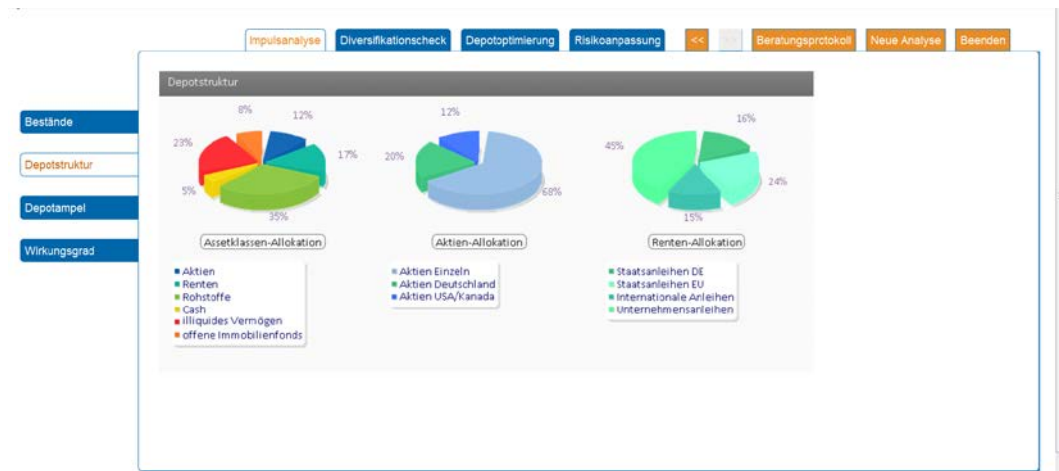 Impulsanalyse Diversifikationscheck Depotoptimierung Risikoanpassung << >> Beratungsprotokoll Neue Analyse Beenden
Depotstruktur
Bestände
Depotstruktur
Depotampel
Wirkungsgrad
8% 12%
23% 17%
5%
35%
Assetklassen-Allokation
Aktien
Renten
Rohstoffe
Cash
illiquides Vermögen
offene Immobilienfonds
12%
20%
68%
Aktien-Allokation
Aktien Einzeln
Aktien Deutschland
Aktien USA/Kanada
16%
45%
24%
15%
Renten-Allokation
Staatsanleihen DE
Staatsanleihen EU
Internationale Anleihen
Unternehmensanleihen